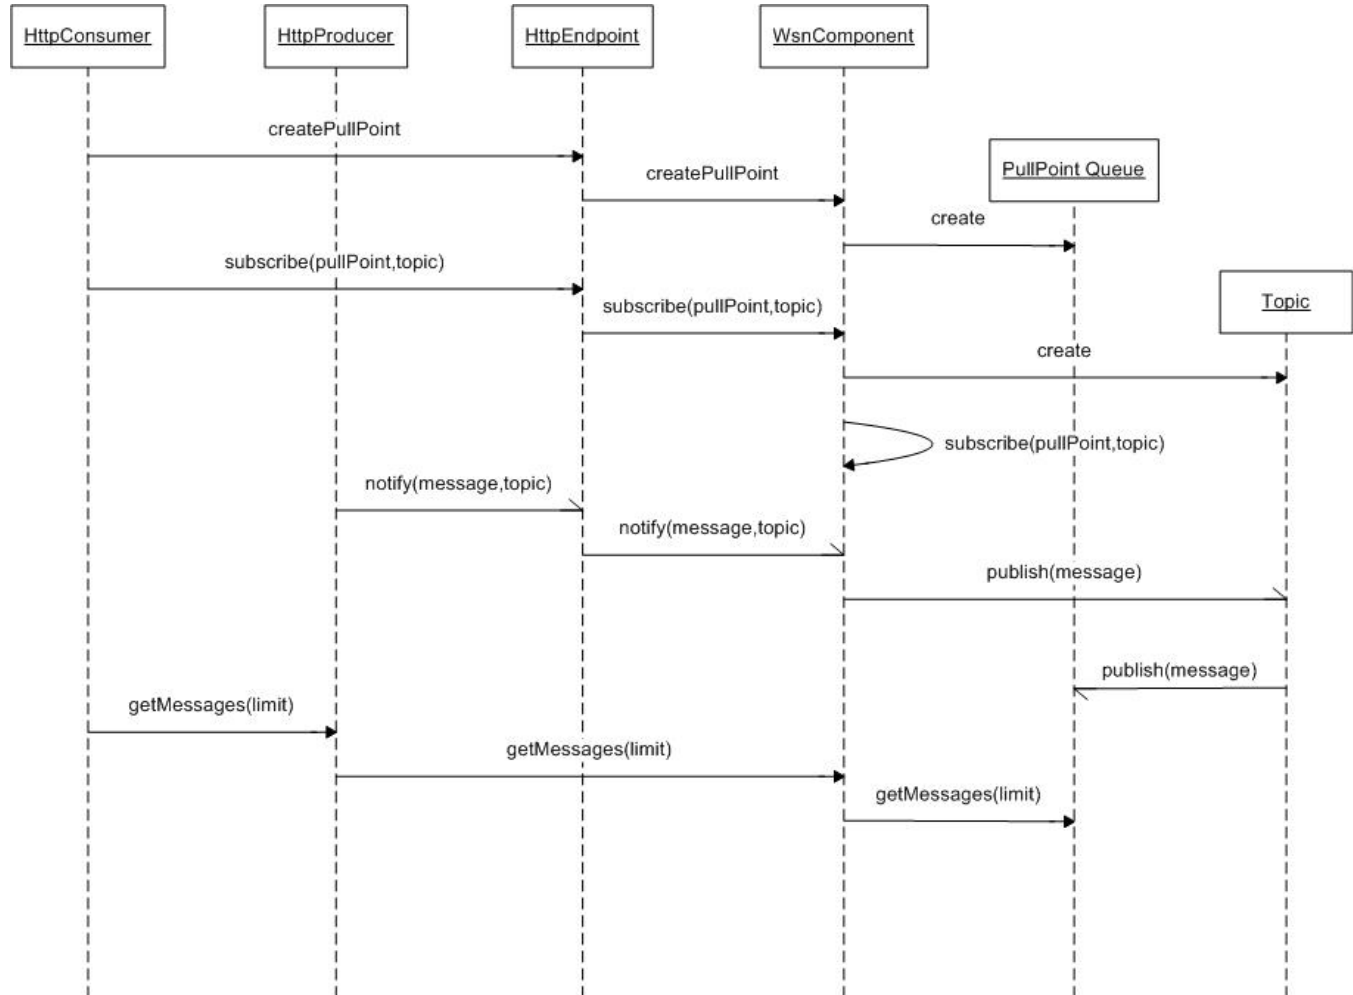 HttpConsumer
HttpProducer
HttpEndpoint
WsnComponent
createPullPoint
createPullPoint
PullPoint Queue
create
subscribe(pullPoint,topic)
subscribe(pullPoint,topic)
Topic
create
subscribe(pullPoint,topic)
notify(message,topic)
notify(message,topic)
publish(message)
publish(message)
getMessages(limit)
getMessages(limit)
getMessages(limit)